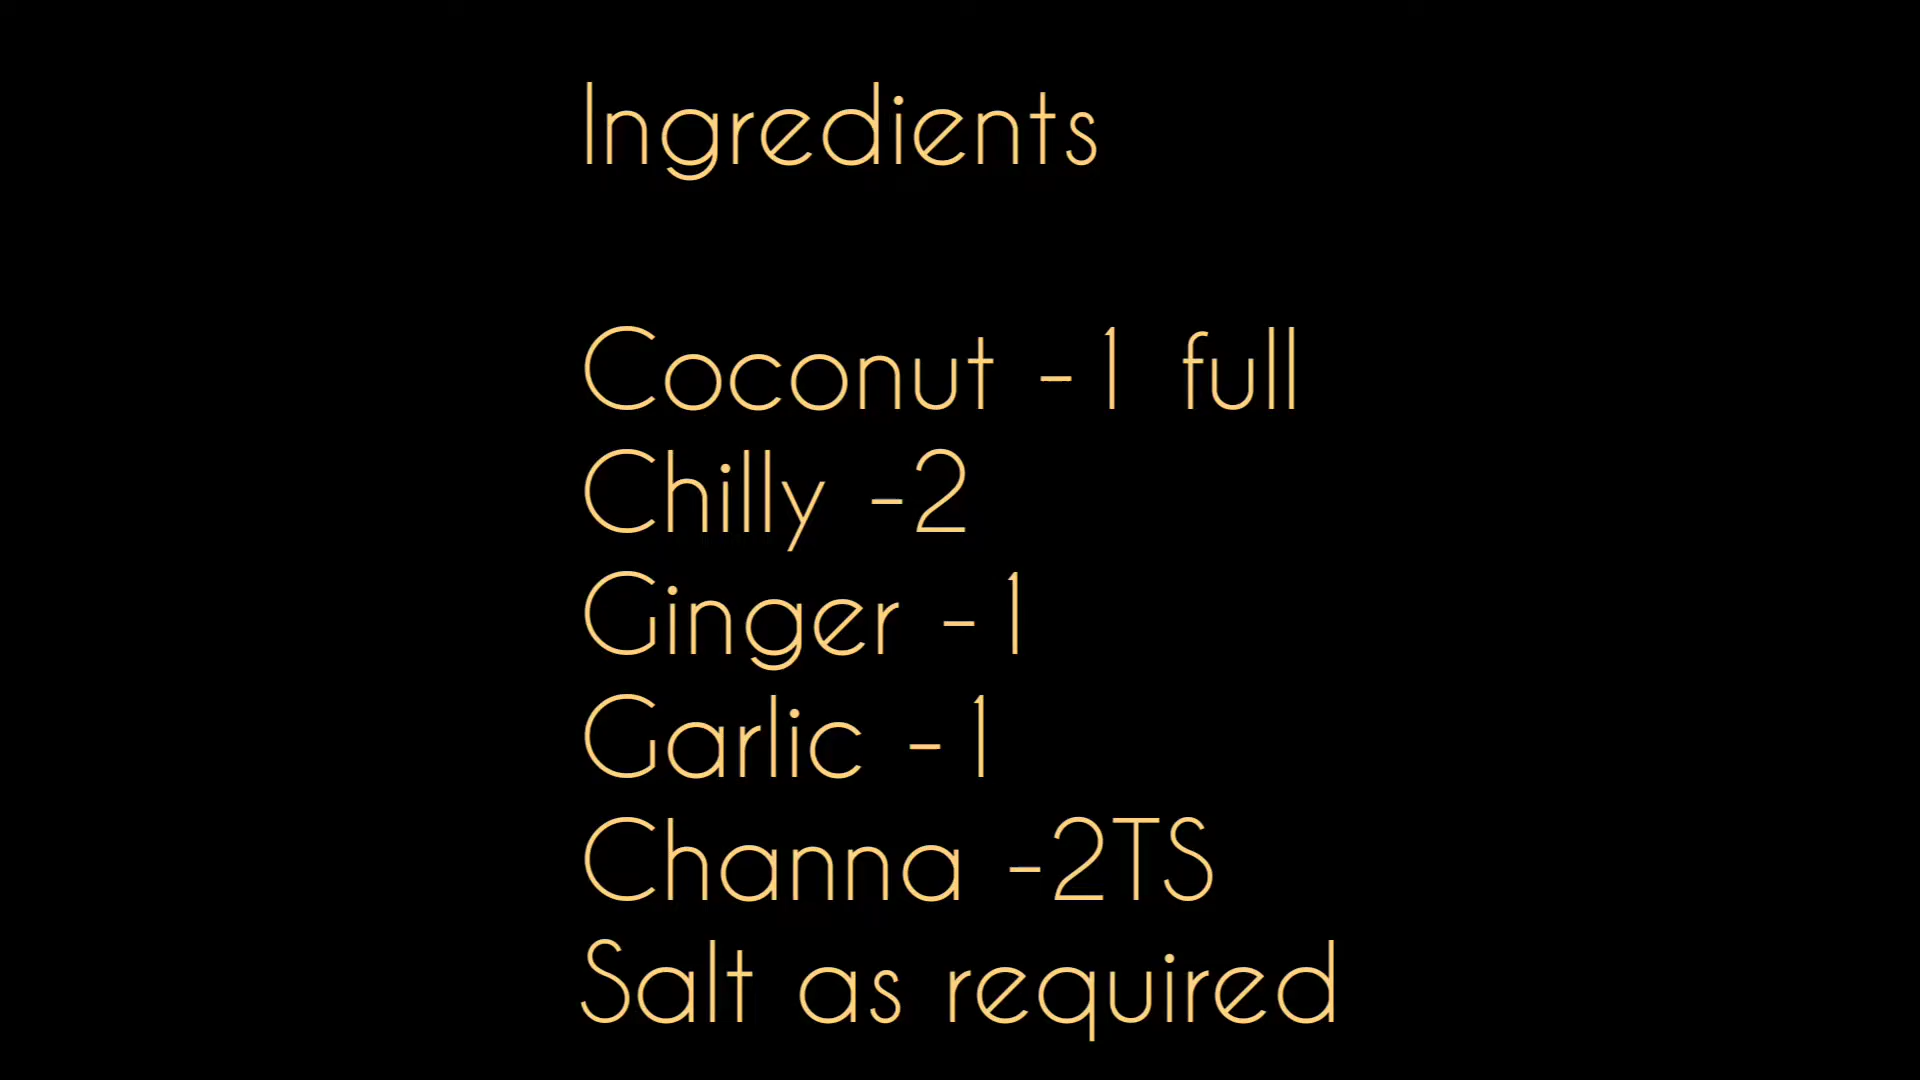 Ingredients
Coconut -1 full
Chilly -2
Ginger -1
Garlic -1
Channa -2TS
Salt as required